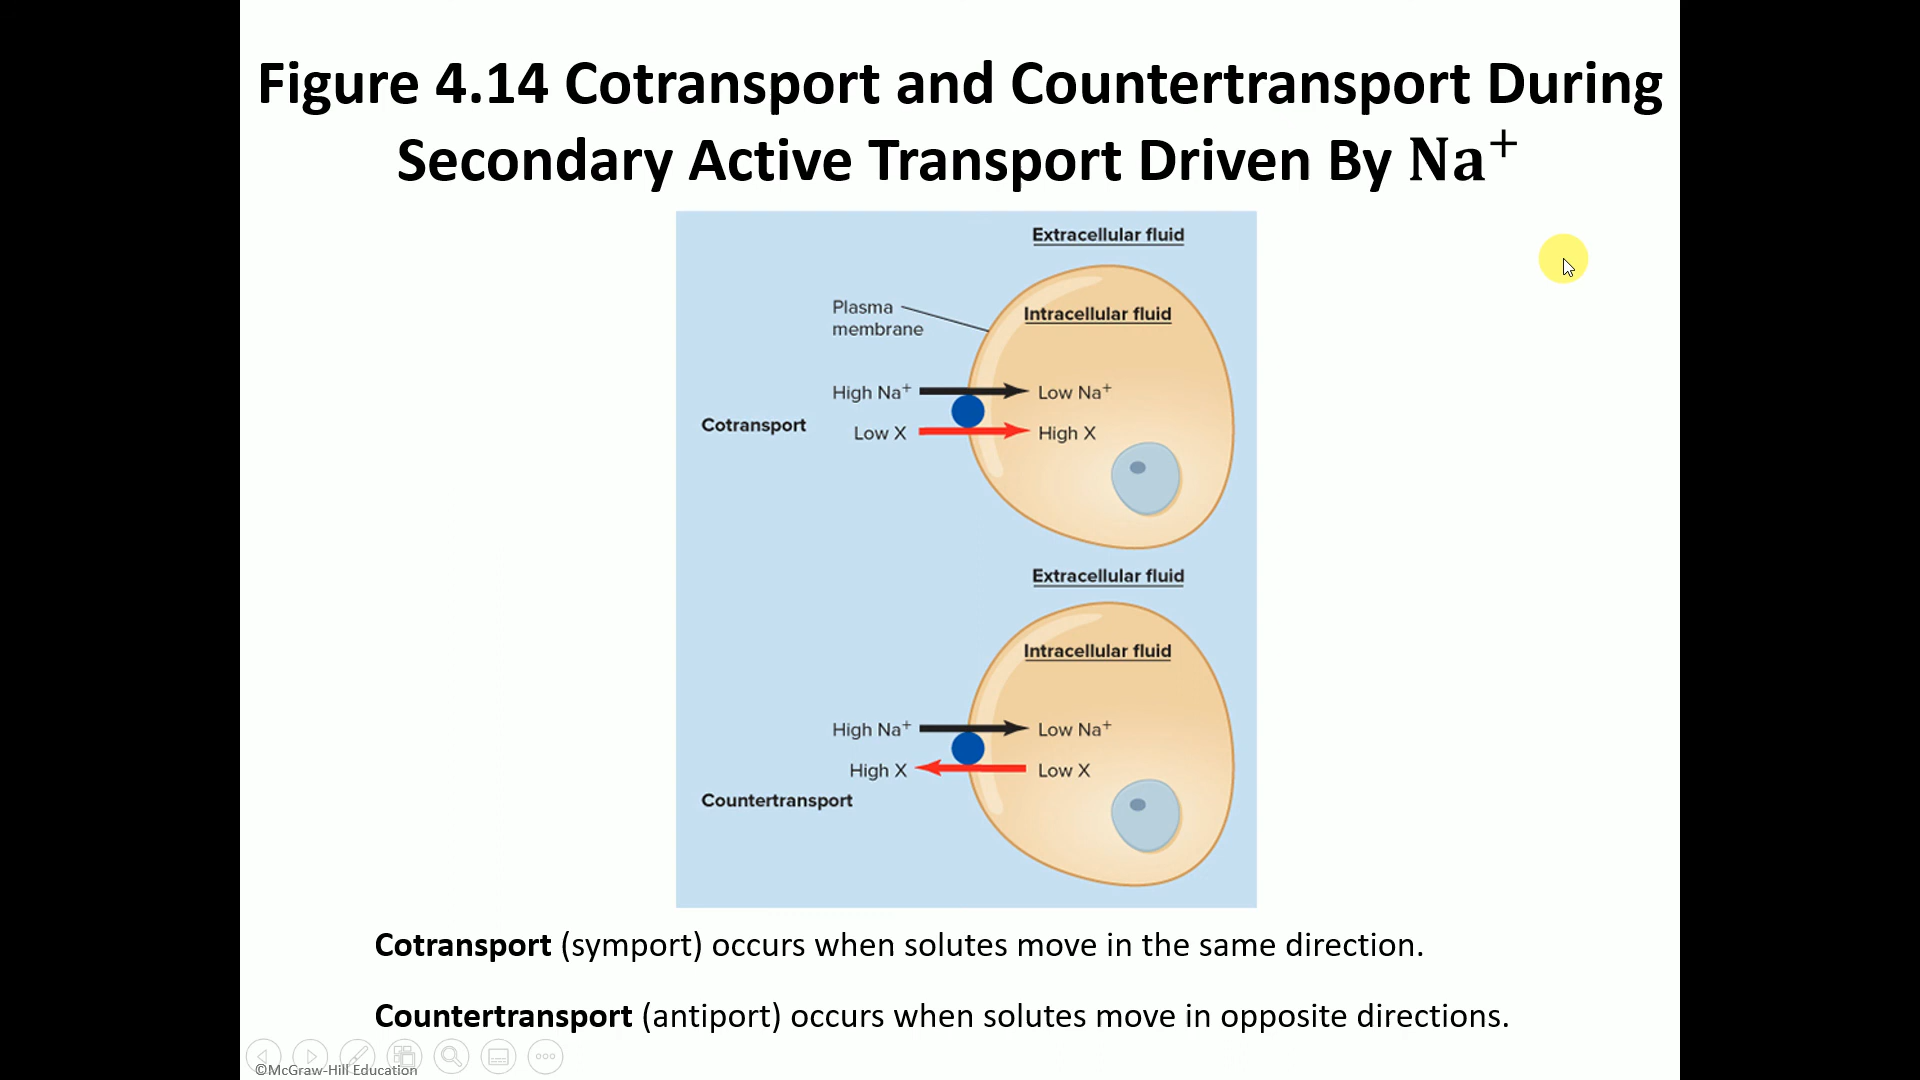 Figure 4.14 Cotransport and Countertransport During
Secondary Active Transport Driven By Na⁺
Extracellular fluid
Plasma
membrane
Intracellular fluid
High Na⁺
Low Na⁺
Cotransport
Low X
High X
Extracellular fluid
Intracellular fluid
High Na⁺
Low Na⁺
High X
Low X
Countertransport
Cotransport (symport) occurs when solutes move in the same direction.
Countertransport (antiport) occurs when solutes move in opposite directions.
©McGraw-Hill Education